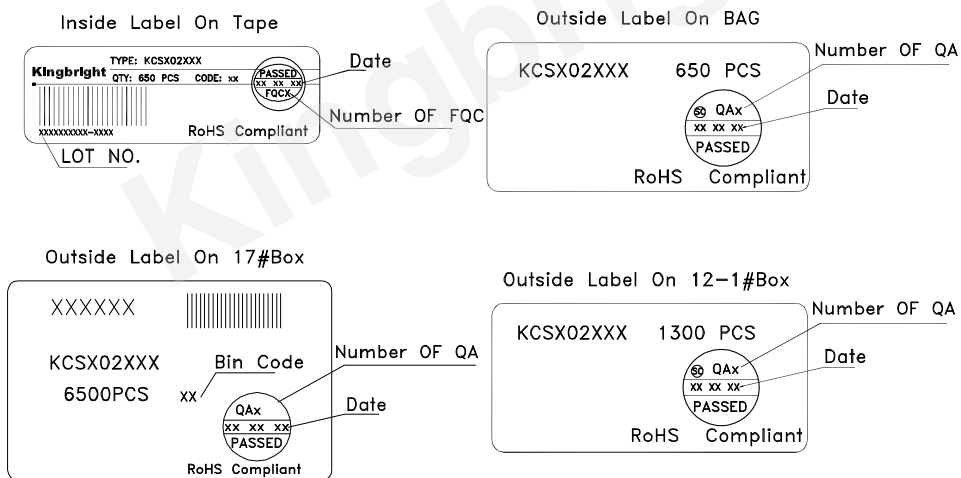 Inside Label On Tape
Kingbright
TYPE: KCSX02XXX
QTY: 650 PCS CODE: xx
PASSED
xx xx xx
FQCX
Date
Number OF FQC
XXXXXXXXXX-XXXX
RoHS Compliant
LOT NO.
Outside Label On BAG
KCSX02XXX 650 PCS
Number OF QA
SC QAx
Date
xx xx xx
PASSED
RoHS Compliant
Outside Label On 17#Box
XXXXXX
KCSX02XXX
6500PCS
Bin Code
xx
Number OF QA
QAx
Date
xx xx xx
PASSED
RoHS Compliant
Outside Label On 12-1#Box
KCSX02XXX 1300 PCS
Number OF QA
SC QAx
Date
xx xx xx
PASSED
RoHS Compliant
Kingbright